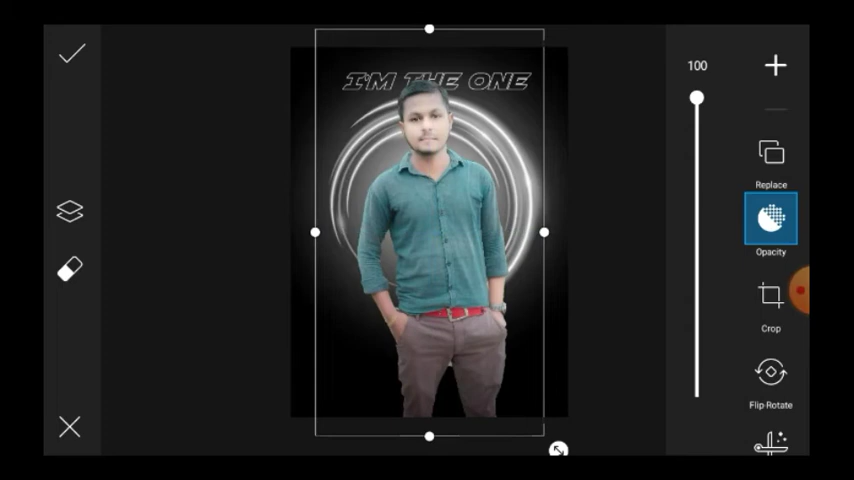 100
I'M THE ONE
Replace
Opacity
Crop
Flip·Rotate